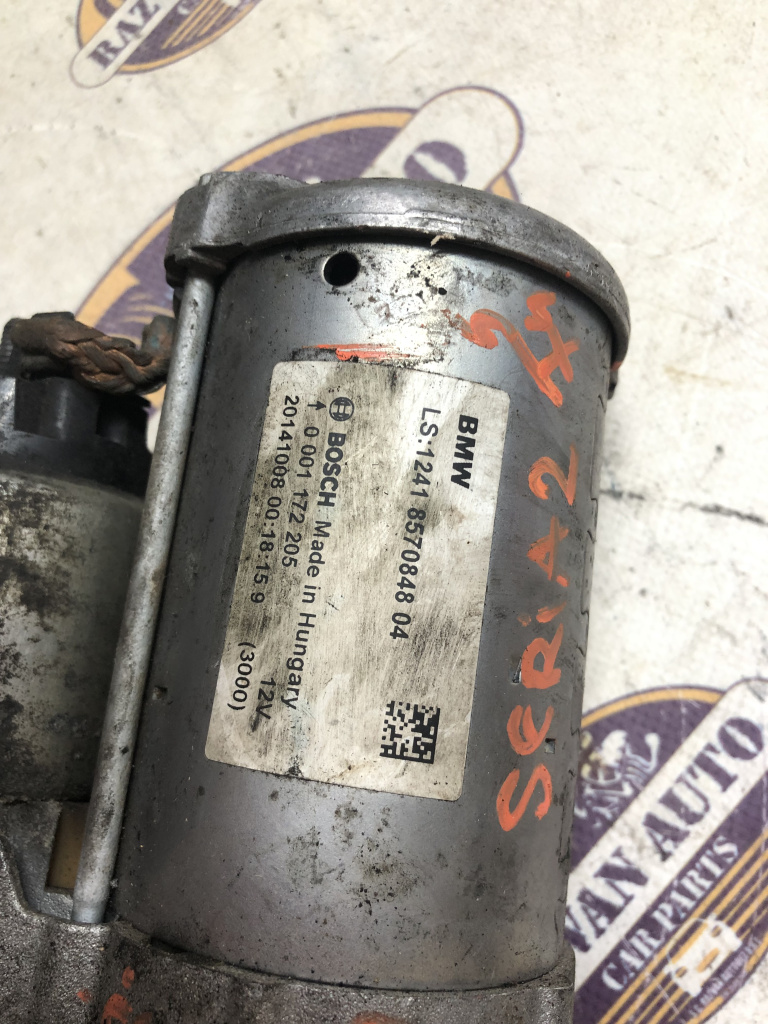 BMW
LS:1241 8570848 04
BOSCH Made in Hungary
0 001 172 205 12V
20141008 00:18:15 9 (3000)
SERiA 2
RAZ
VAN AUTO
CAR PARTS